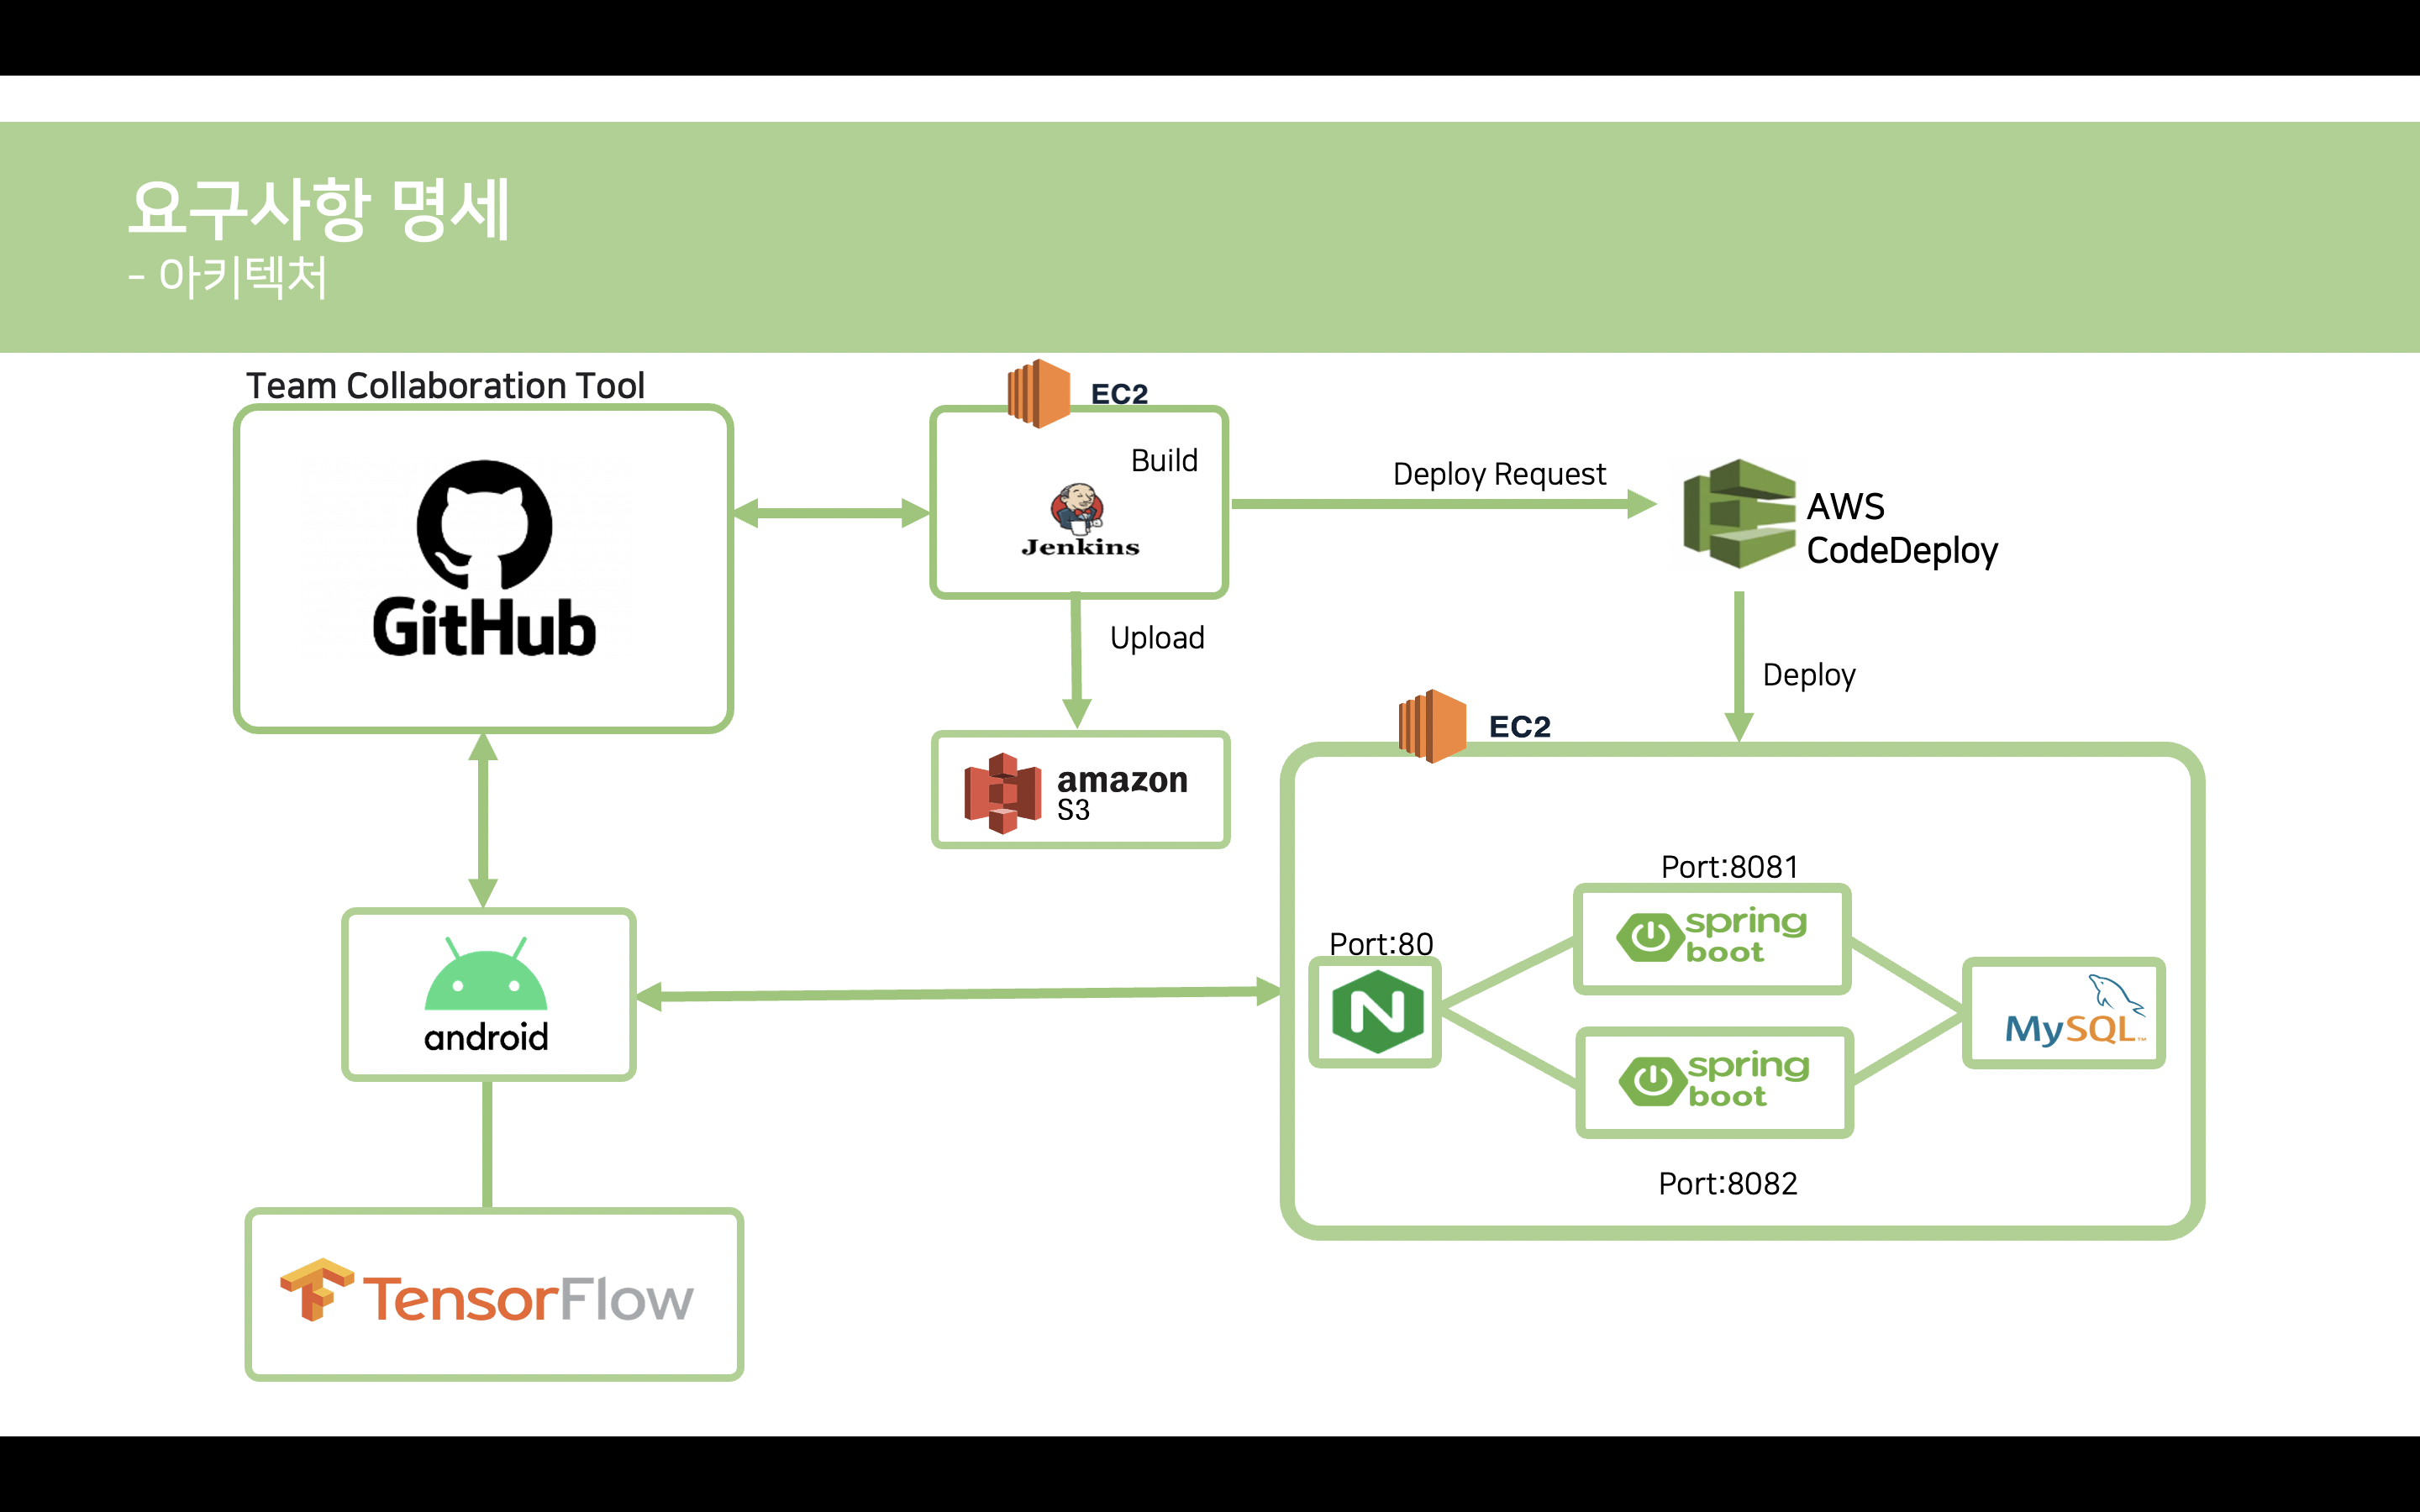 요구사항 명세
- 아키텍처
Team Collaboration Tool
GitHub
EC2
Build
Jenkins
Deploy Request
AWS
CodeDeploy
Upload
Deploy
amazon
S3
EC2
Port:8081
spring
boot
Port:80
N
MySQL™
spring
boot
Port:8082
android
TensorFlow